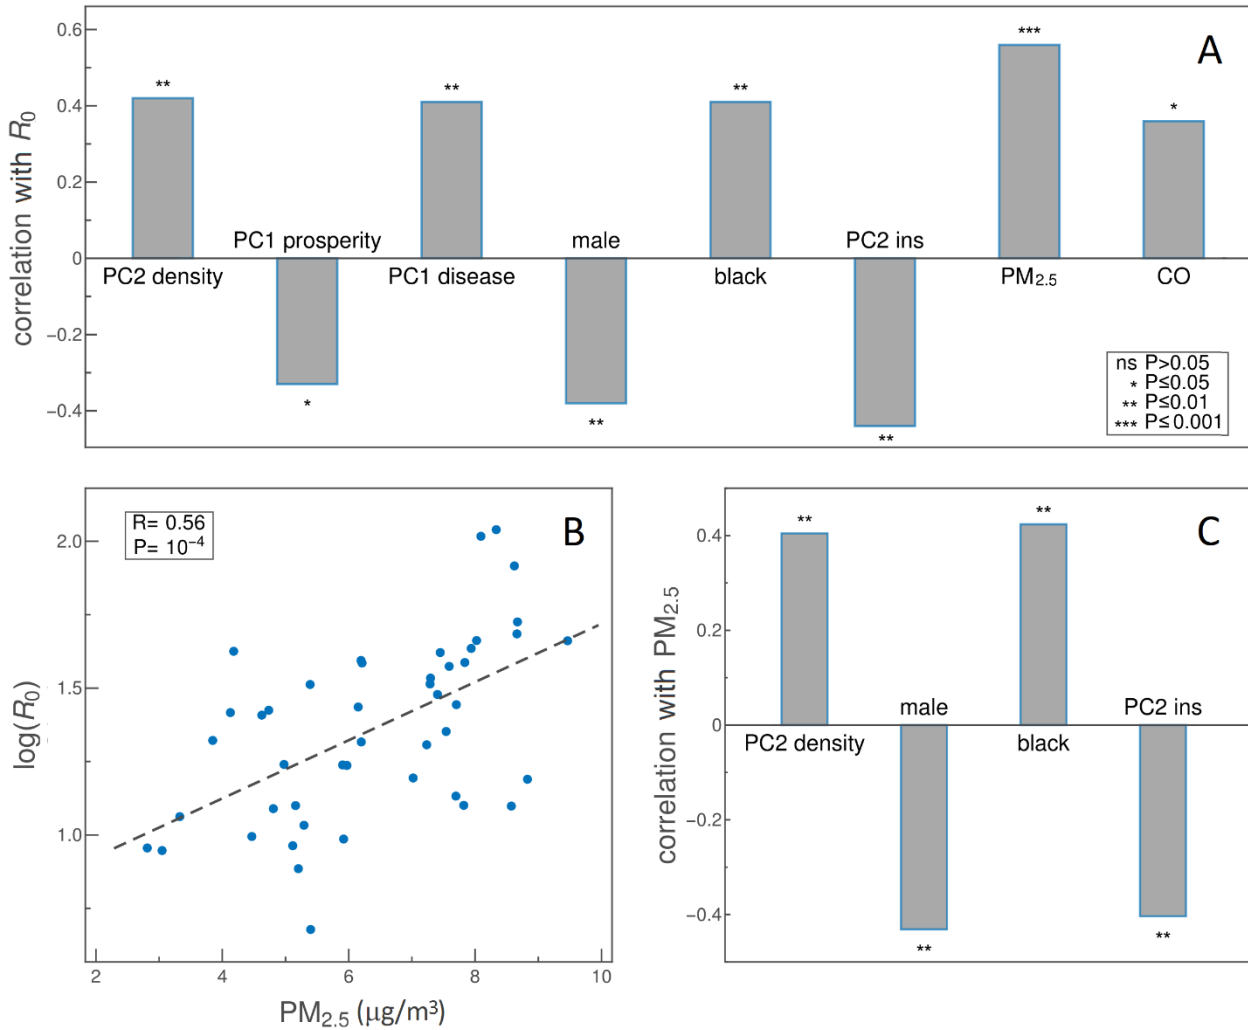 A
correlation with R0
0.6
0.4
0.2
0
−0.2
−0.4
**
**
**
***
*
PC1 prosperity
male
PC2 ins
PC2 density
PC1 disease
black
PM2.5
CO
*
**
**
ns P>0.05
* P≤0.05
** P≤0.01
*** P≤0.001
B
R= 0.56
P= 10−4
log(R0)
2.0
1.5
1.0
2 4 6 8 10
PM2.5 (μg/m3)
C
correlation with PM2.5
0.4
0.2
0
−0.2
−0.4
**
**
male
PC2 ins
PC2 density
black
**
**